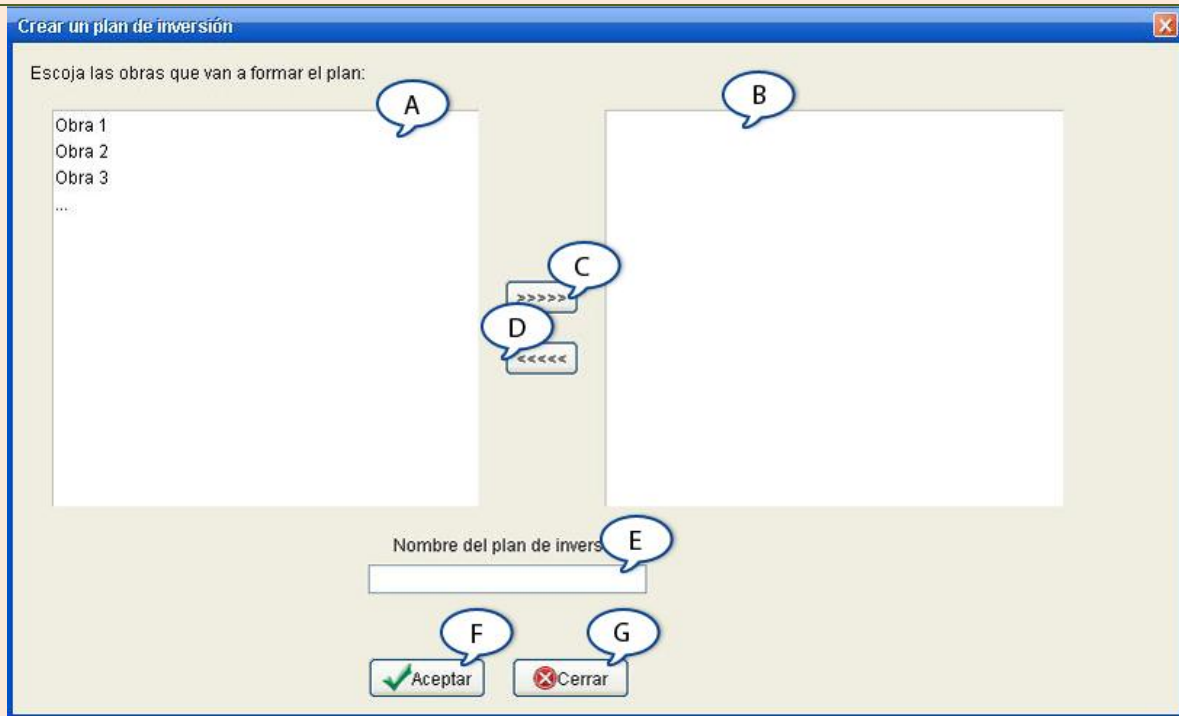 Crear un plan de inversión
Escoja las obras que van a formar el plan:
A
B
Obra 1
Obra 2
Obra 3
...
C
>>>>>
D
<<<<<
Nombre del plan de invers
E
F
G
Aceptar
Cerrar